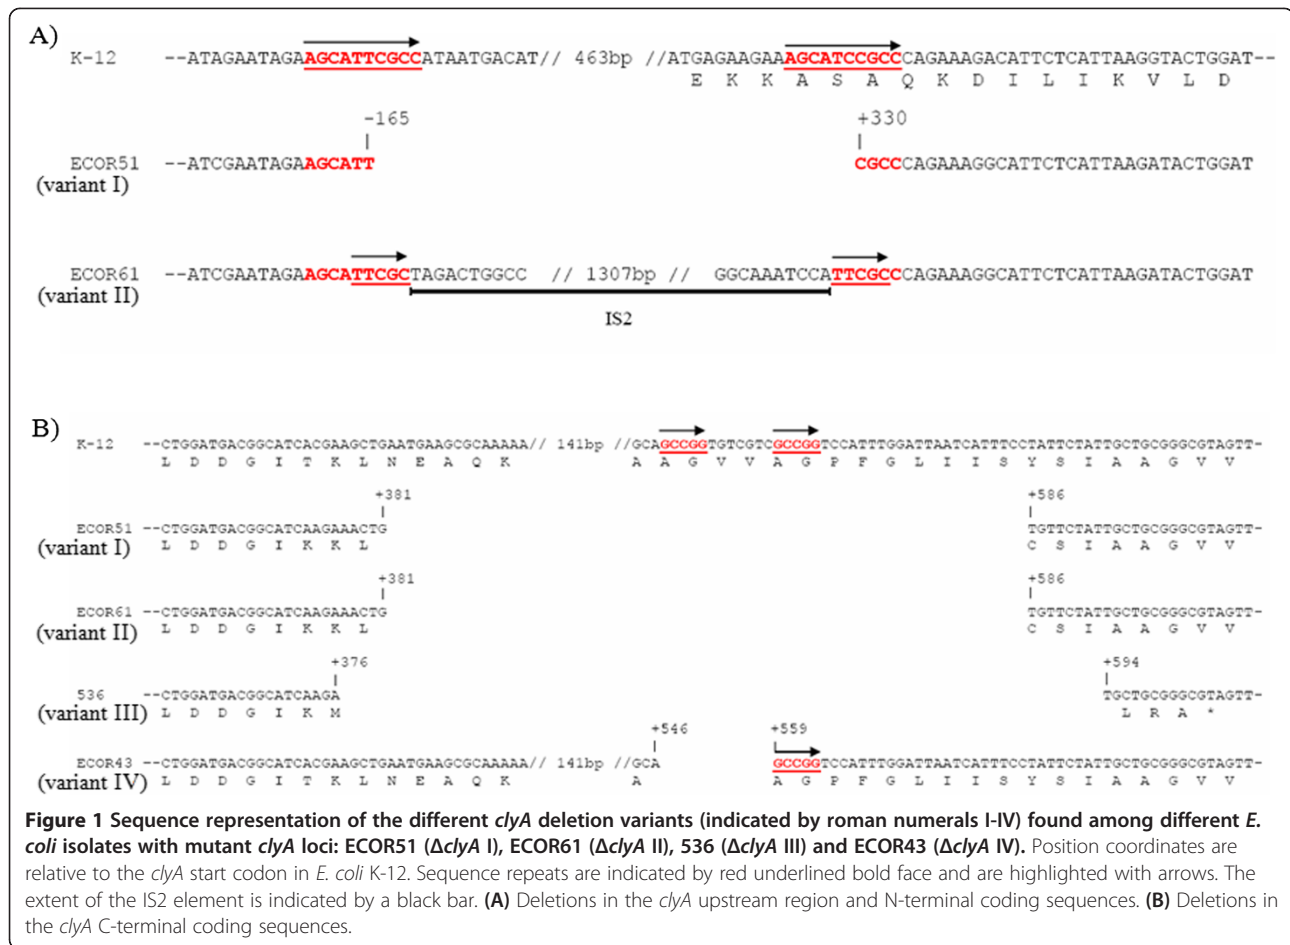 A)
K-12 --ATAGAATAGAAGCATTCGCCATAATGACAT// 463bp //ATGAGAAGAAAGCATCCGCCCAGAAAGACATTCTCATTAAGGTACTGGAT--
E K K A S A Q K D I L I K V L D
-165 +330
ECOR51 --ATCGAATAGAAGCATT CGCCCAGAAAGGCATTCTCATTAAGATACTGGAT
(variant I)
ECOR61 --ATCGAATAGAAGCATTCGCTAGACTGGCC // 1307bp // GGCAAATCCATTCGCCCAGAAAGGCATTCTCATTAAGATACTGGAT
(variant II)
IS2
B)
K-12 --CTGGATGACGGCATCACGAAGCTGAATGAAGCGCAAAAA// 141bp //GCAGCCGGTGTCGTCGCCGGTCCATTTGGATTAATCATTTCCTATTCTATTGCTGCGGGCGTAGTT-
L D D G I T K L N E A Q K A A G V V A G P F G L I I S Y S I A A G V V
+381 +586
ECOR51 --CTGGATGACGGCATCAAGAAACTG TGTTCTATTGCTGCGGGCGTAGTT-
(variant I) L D D G I K K L C S I A A G V V
+381 +586
ECOR61 --CTGGATGACGGCATCAAGAAACTG TGTTCTATTGCTGCGGGCGTAGTT-
(variant II) L D D G I K K L C S I A A G V V
+376 +594
536 --CTGGATGACGGCATCAAGA TGCTGCGGGCGTAGTT-
(variant III) L D D G I K M L R A *
+546 +559
ECOR43 --CTGGATGACGGCATCACGAAGCTGAATGAAGCGCAAAAA// 141bp //GCA GCCGGTCCATTTGGATTAATCATTTCCTATTCTATTGCTGCGGGCGTAGTT-
(variant IV) L D D G I T K L N E A Q K A A G P F G L I I S Y S I A A G V V
Figure 1 Sequence representation of the different clyA deletion variants (indicated by roman numerals I-IV) found among different E.
coli isolates with mutant clyA loci: ECOR51 (ΔclyA I), ECOR61 (ΔclyA II), 536 (ΔclyA III) and ECOR43 (ΔclyA IV). Position coordinates are
relative to the clyA start codon in E. coli K-12. Sequence repeats are indicated by red underlined bold face and are highlighted with arrows. The
extent of the IS2 element is indicated by a black bar. (A) Deletions in the clyA upstream region and N-terminal coding sequences. (B) Deletions in
the clyA C-terminal coding sequences.